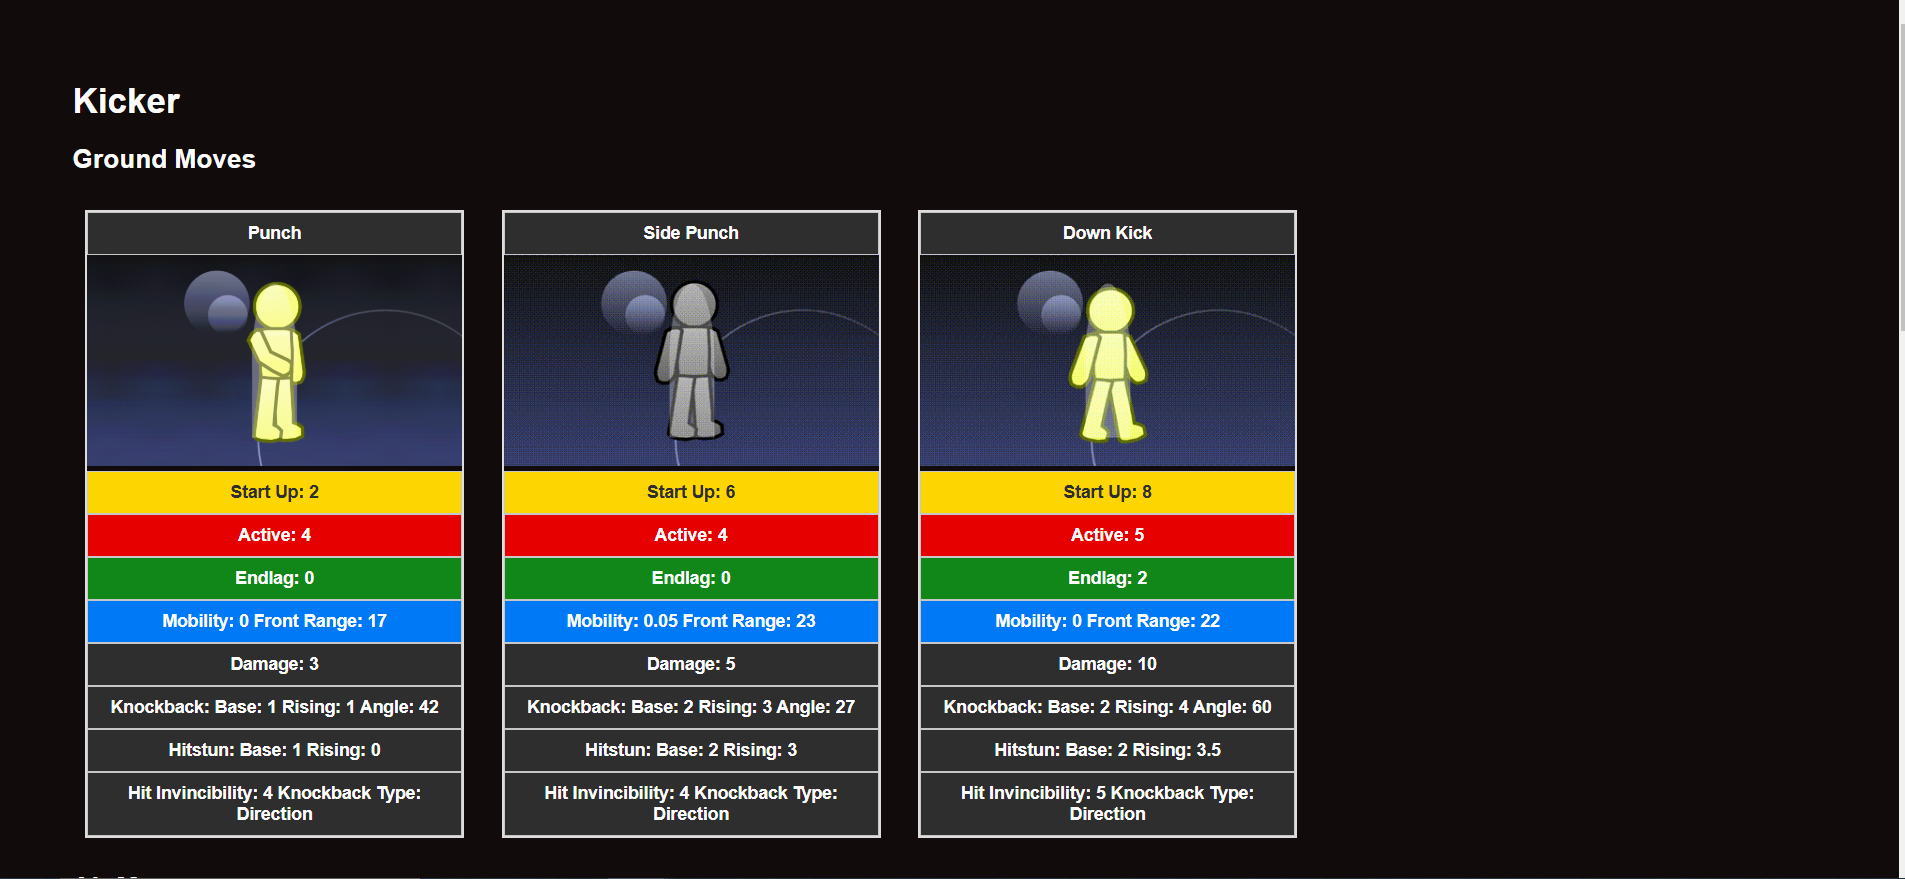 Kicker
Ground Moves
Punch
Start Up: 2
Active: 4
Endlag: 0
Mobility: 0 Front Range: 17
Damage: 3
Knockback: Base: 1 Rising: 1 Angle: 42
Hitstun: Base: 1 Rising: 0
Hit Invincibility: 4 Knockback Type:
Direction
Side Punch
Start Up: 6
Active: 4
Endlag: 0
Mobility: 0.05 Front Range: 23
Damage: 5
Knockback: Base: 2 Rising: 3 Angle: 27
Hitstun: Base: 2 Rising: 3
Hit Invincibility: 4 Knockback Type:
Direction
Down Kick
Start Up: 8
Active: 5
Endlag: 2
Mobility: 0 Front Range: 22
Damage: 10
Knockback: Base: 2 Rising: 4 Angle: 60
Hitstun: Base: 2 Rising: 3.5
Hit Invincibility: 5 Knockback Type:
Direction